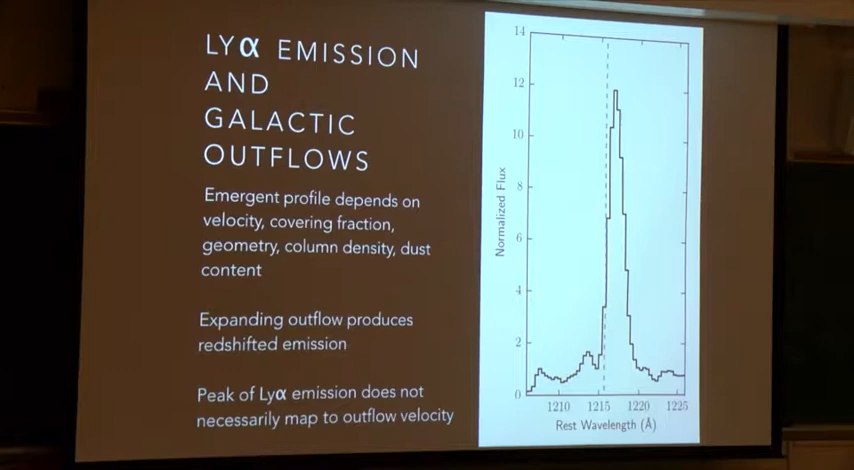 LYα EMISSION
AND
GALACTIC
OUTFLOWS
Emergent profile depends on
velocity, covering fraction,
geometry, column density, dust
content
Expanding outflow produces
redshifted emission
Peak of Lyα emission does not
necessarily map to outflow velocity
14
12
10
8
6
4
2
0
Normalized Flux
1210 1215 1220 1225
Rest Wavelength (Å)